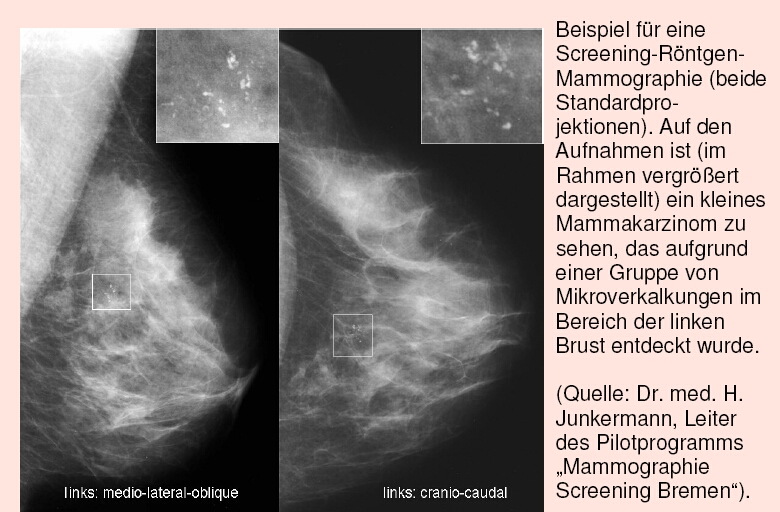 Beispiel für eine
Screening-Röntgen-
Mammographie (beide
Standardpro-
jektionen). Auf den
Aufnahmen ist (im
Rahmen vergrößert
dargestellt) ein kleines
Mammakarzinom zu
sehen, das aufgrund
einer Gruppe von
Mikroverkalkungen im
Bereich der linken
Brust entdeckt wurde.
(Quelle: Dr. med. H.
Junkermann, Leiter
des Pilotprogramms
„Mammographie
Screening Bremen“).
links: medio-lateral-oblique
links: cranio-caudal